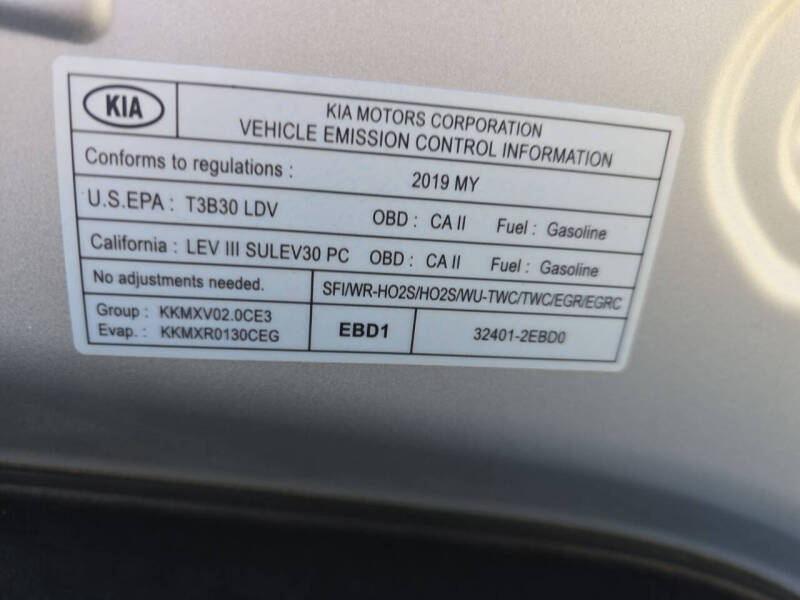 KIA
KIA MOTORS CORPORATION
VEHICLE EMISSION CONTROL INFORMATION
Conforms to regulations : 2019 MY
U.S.EPA : T3B30 LDV OBD : CA II Fuel : Gasoline
California : LEV III SULEV30 PC OBD : CA II Fuel : Gasoline
No adjustments needed. SFI/WR-HO2S/HO2S/WU-TWC/TWC/EGR/EGRC
Group : KKMXV02.0CE3
Evap. : KKMXR0130CEG
EBD1
32401-2EBD0